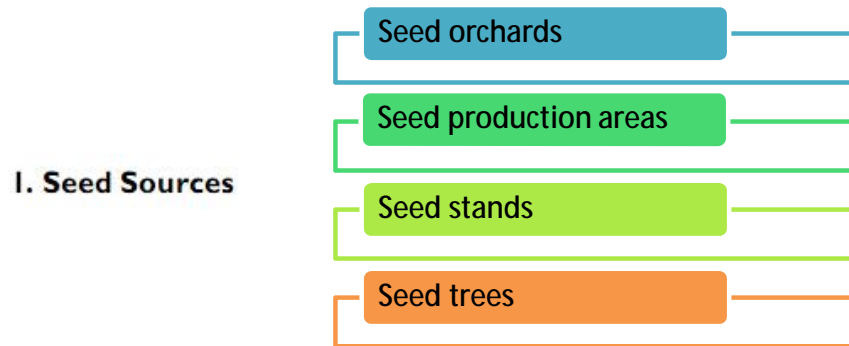 Seed orchards
Seed production areas
I. Seed Sources
Seed stands
Seed trees